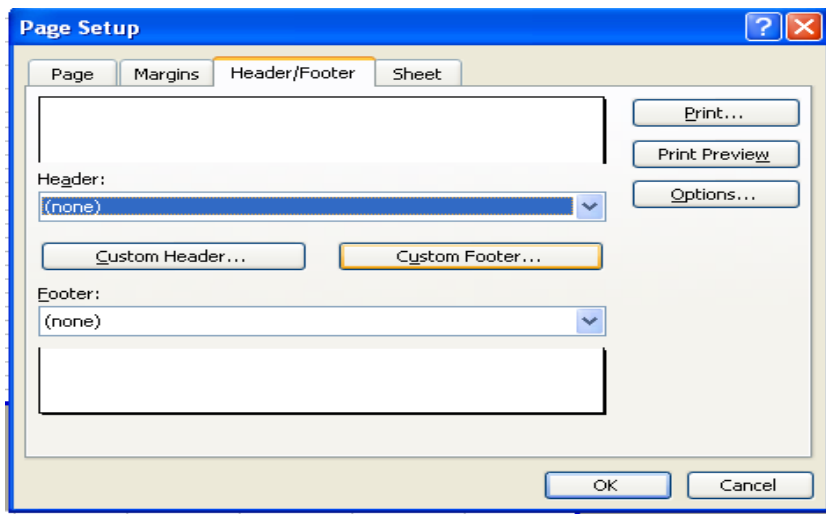 Page Setup
Page Margins Header/Footer Sheet
Print...
Print Preview
Header:
(none)
Options...
Custom Header... Custom Footer...
Footer:
(none)
OK Cancel